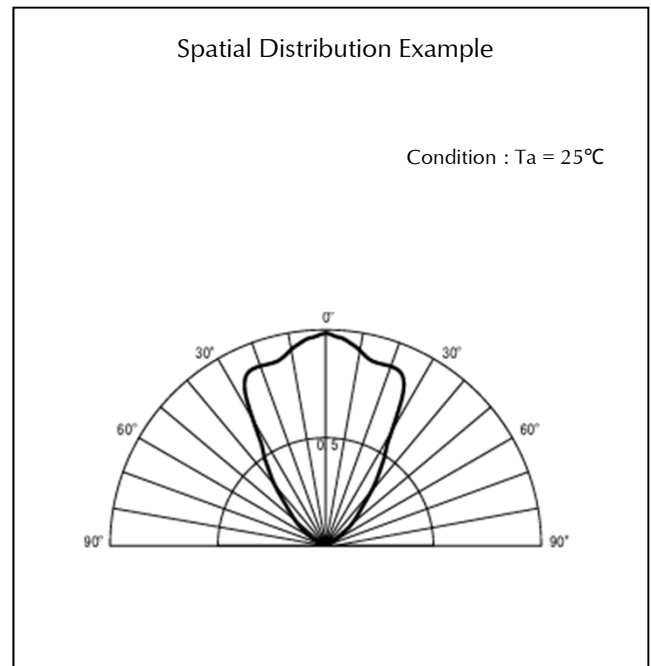 Spatial Distribution Example
Condition : Ta = 25℃
0°
30° 30°
60° 60°
0.5
90° 90°